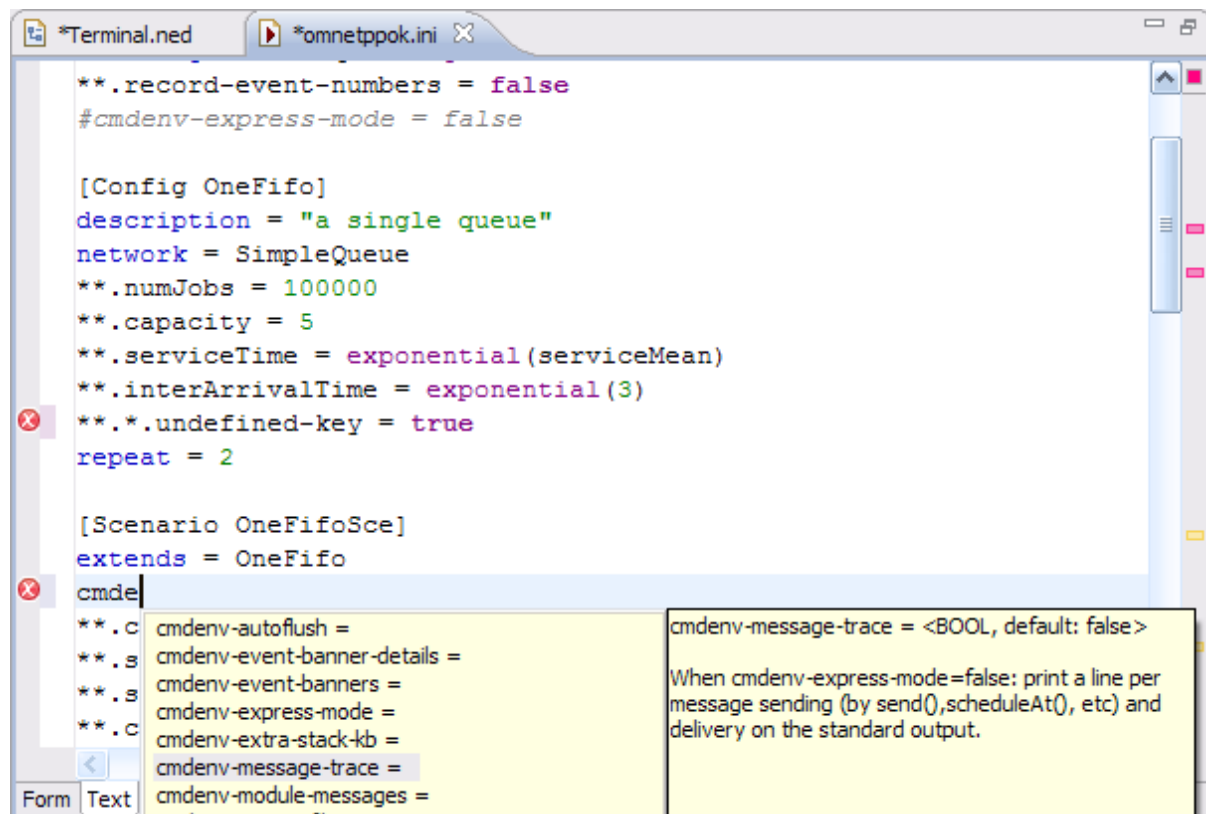 *Terminal.ned
*omnetppok.ini
**.record-event-numbers = false
#cmdenv-express-mode = false
[Config OneFifo]
description = "a single queue"
network = SimpleQueue
**.numJobs = 100000
**.capacity = 5
**.serviceTime = exponential(serviceMean)
**.interArrivalTime = exponential(3)
**.*.undefined-key = true
repeat = 2
[Scenario OneFifoSce]
extends = OneFifo
cmde
**.c
**.s
**.s
**.c
cmdenv-autoflush =
cmdenv-event-banner-details =
cmdenv-event-banners =
cmdenv-express-mode =
cmdenv-extra-stack-kb =
cmdenv-message-trace =
cmdenv-module-messages =
cmdenv-message-trace = <BOOL, default: false>
When cmdenv-express-mode=false: print a line per
message sending (by send(),scheduleAt(), etc) and
delivery on the standard output.
Form
Text